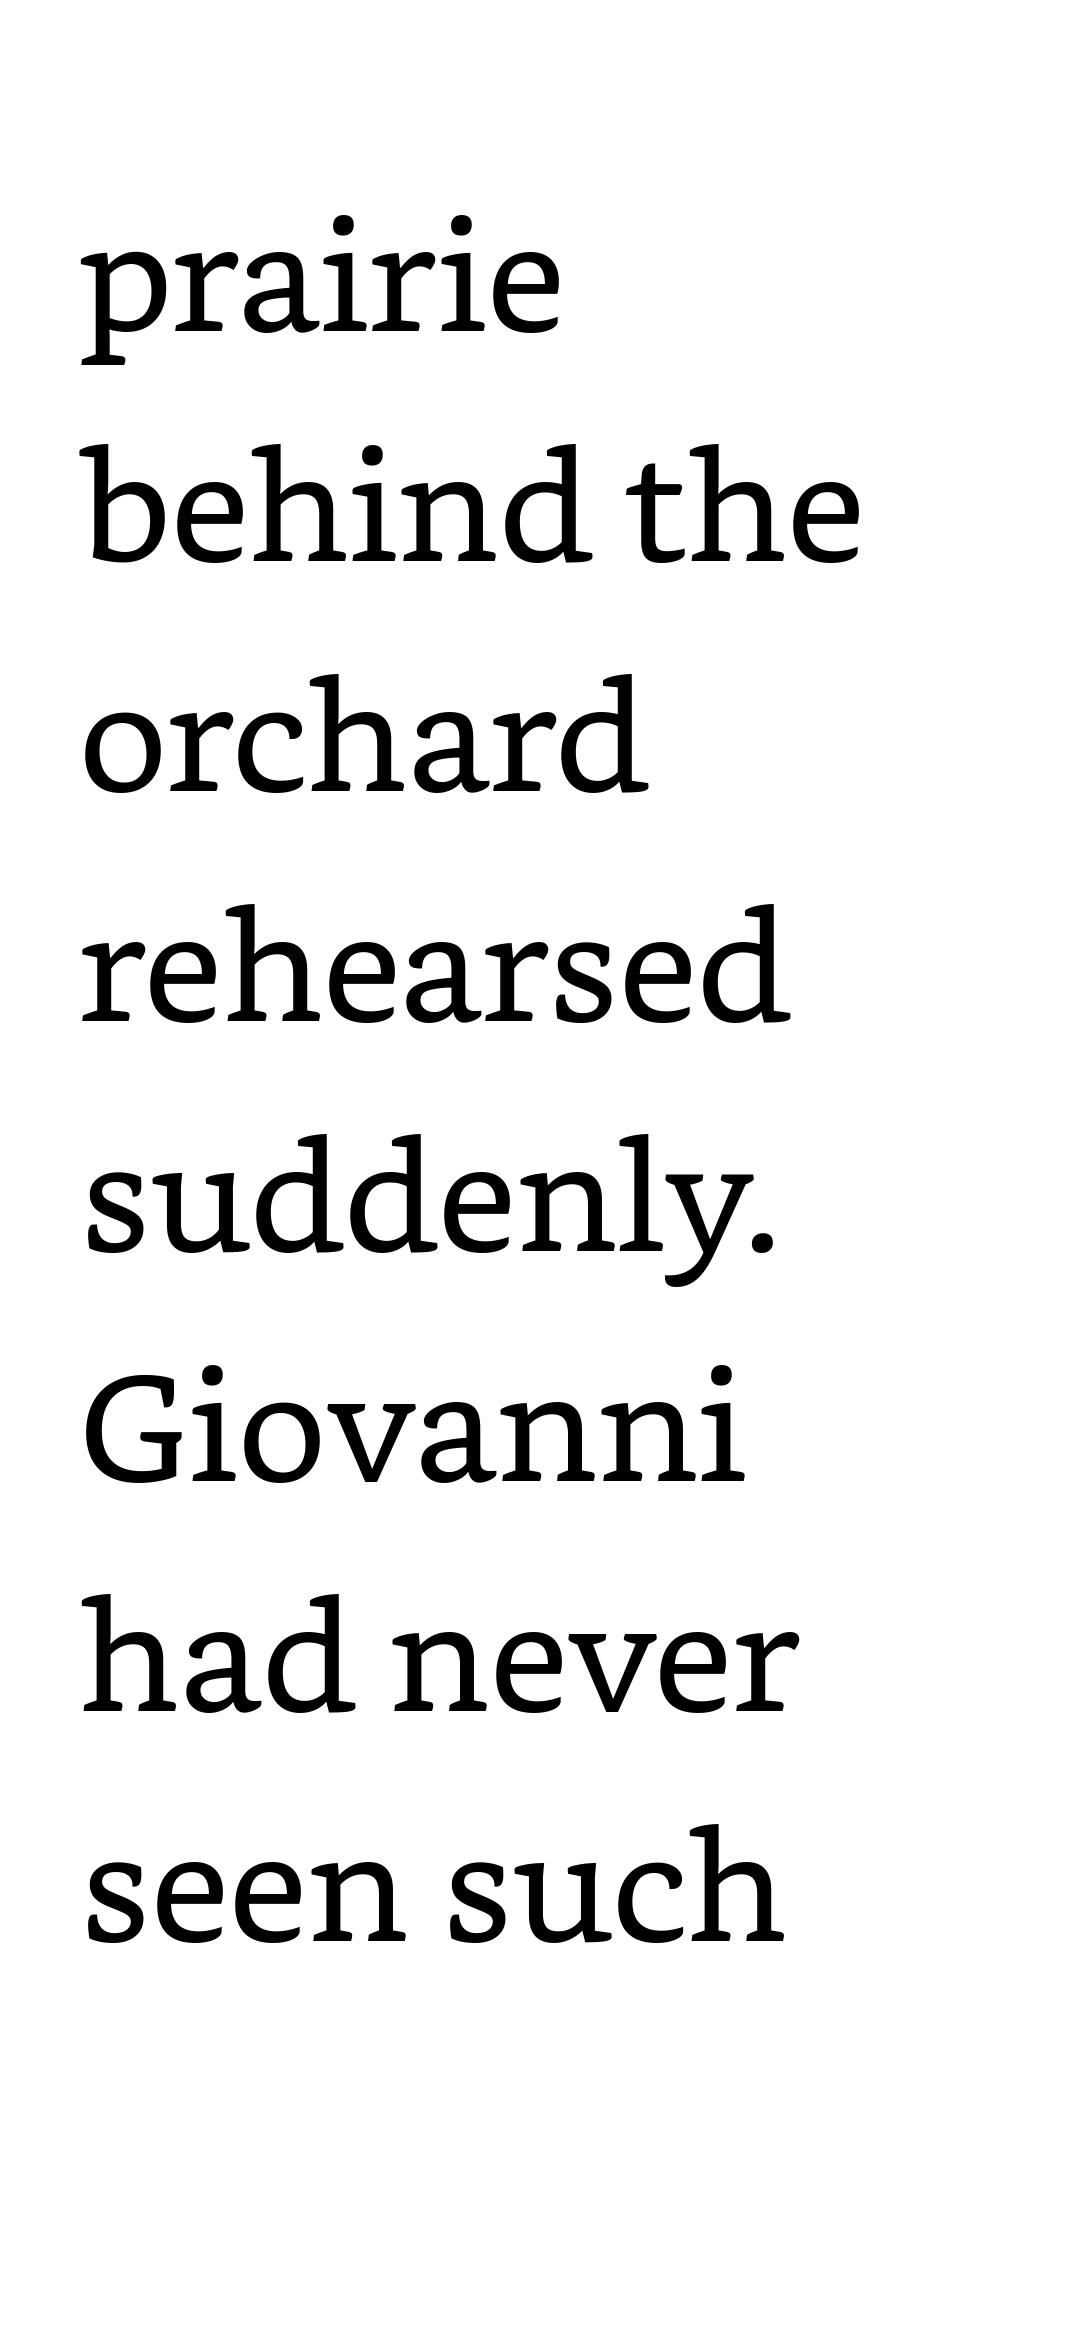 prairie
behind the
orchard
rehearsed
suddenly.
Giovanni
had never
seen such